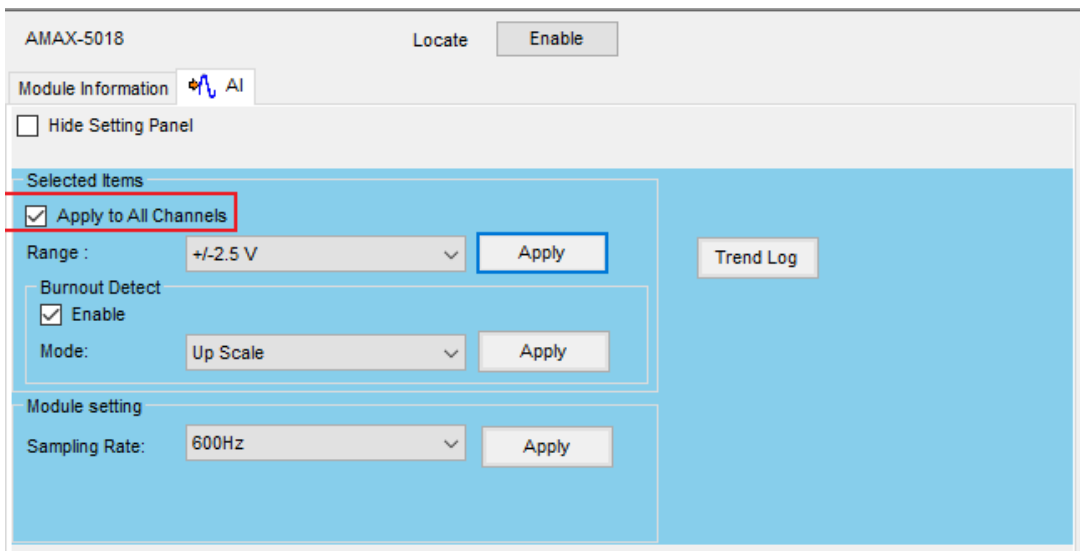 AMAX-5018 Locate Enable
Module Information AI
Hide Setting Panel
Selected Items
Apply to All Channels
Range : +/-2.5 V Apply Trend Log
Burnout Detect
Enable
Mode: Up Scale Apply
Module setting
Sampling Rate: 600Hz Apply